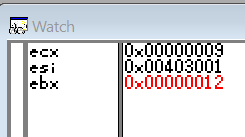 Watch
ecx 0x00000009
esi 0x00403001
ebx 0x00000012